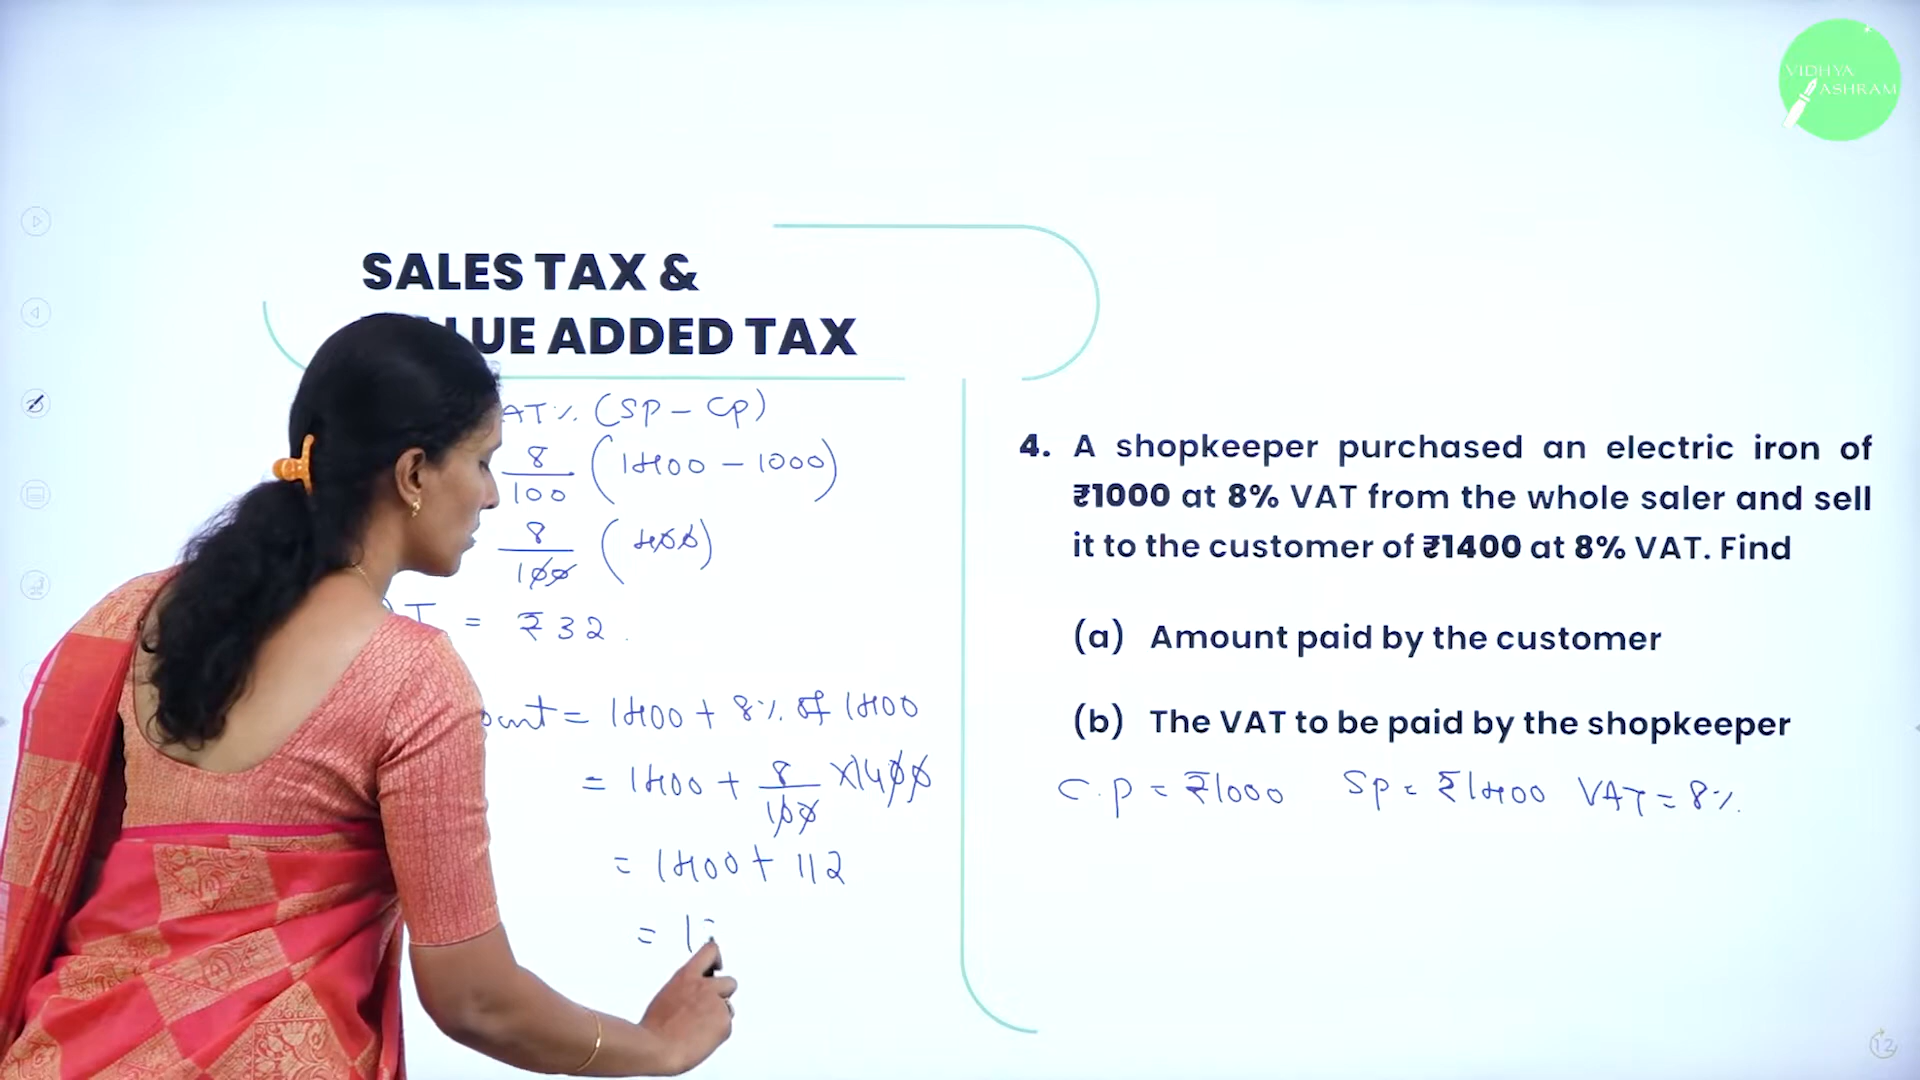 VIDHYA
ASHRAM
SALES TAX &
UE ADDED TAX
AT% (SP - CP)
8/100 (1400 - 1000)
8/100 (400)
= ₹32.
= 1400 + 8% of 1400
= 1400 + 8/100 × 1400
= 1400 + 112
= 1
4. A shopkeeper purchased an electric iron of
₹1000 at 8% VAT from the whole saler and sell
it to the customer of ₹1400 at 8% VAT. Find
(a) Amount paid by the customer
(b) The VAT to be paid by the shopkeeper
C.P = ₹1000 SP = ₹1400 VAT = 8%.
12